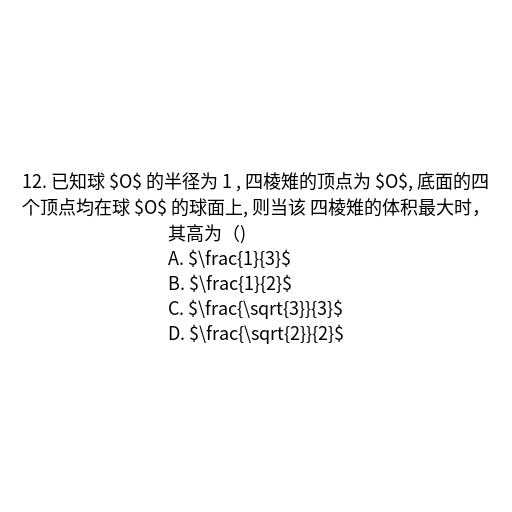 12. 已知球 $O$ 的半径为 1 , 四棱雉的顶点为 $O$, 底面的四
个顶点均在球 $O$ 的球面上, 则当该 四棱雉的体积最大时，
其高为（)
A. $\frac{1}{3}$
B. $\frac{1}{2}$
C. $\frac{\sqrt{3}}{3}$
D. $\frac{\sqrt{2}}{2}$